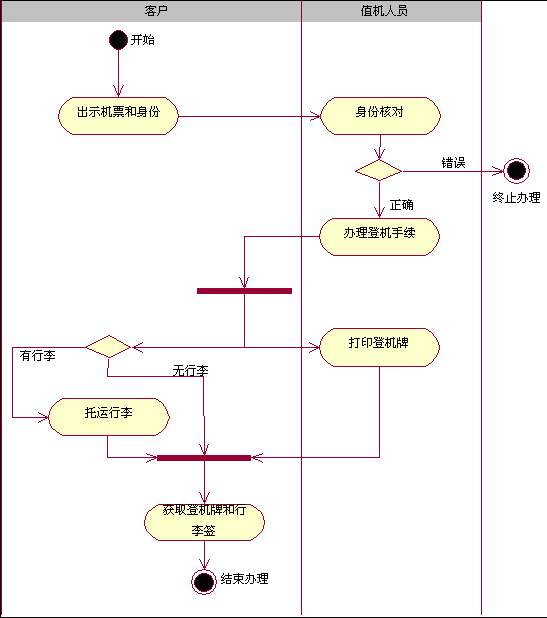 客户
值机人员
开始
出示机票和身份
身份核对
错误
终止办理
正确
办理登机手续
有行李
无行李
打印登机牌
托运行李
获取登机牌和行
李签
结束办理